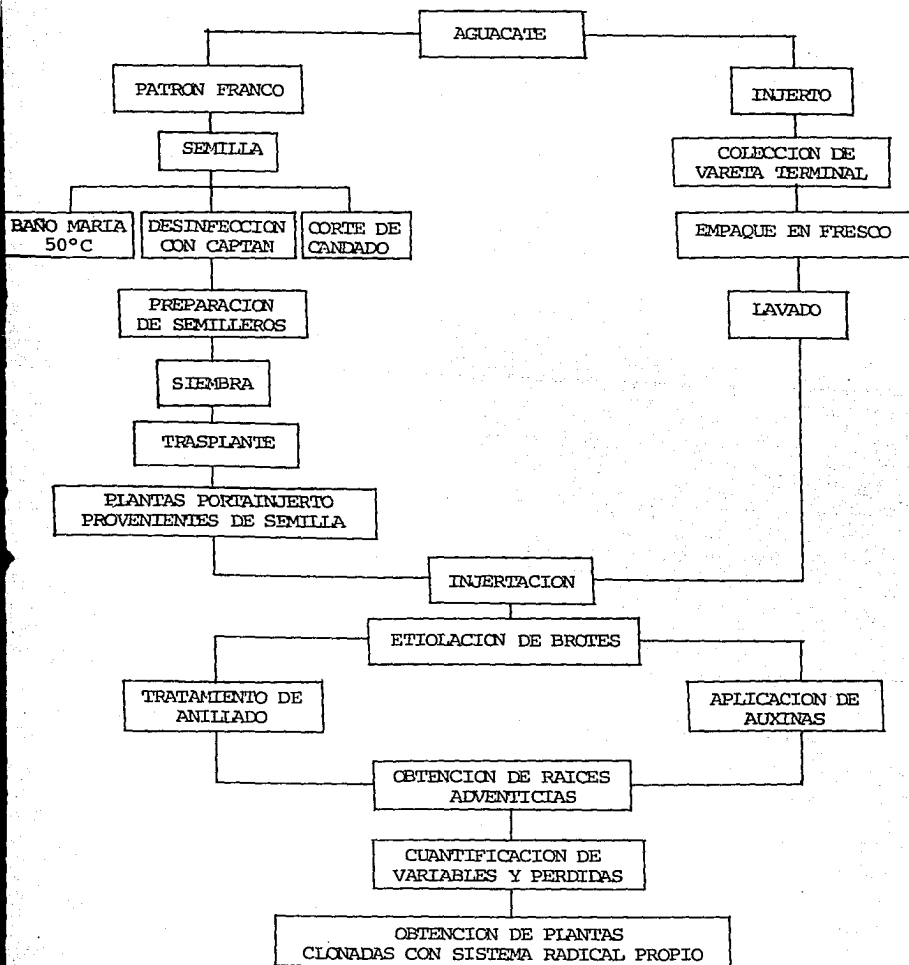 AGUACATE
PATRON FRANCO
INJERTO
SEMILLA
COLECCION DE
VARETA TERMINAL
BAÑO MARIA
50°C
DESINFECCION
CON CAPTAN
CORTE DE
CANDADO
EMPAQUE EN FRESCO
PREPARACION
DE SEMILLEROS
LAVADO
SIEMBRA
TRASPLANTE
PLANTAS PORTAINJERTO
PROVENIENTES DE SEMILLA
INJERTACION
ETIOLACION DE BROTES
TRATAMIENTO DE
ANILLADO
APLICACION DE
AUXINAS
OBTENCION DE RAICES
ADVENTICIAS
CUANTIFICACION DE
VARIABLES Y PERDIDAS
OBTENCION DE PLANTAS
CLONADAS CON SISTEMA RADICAL PROPIO